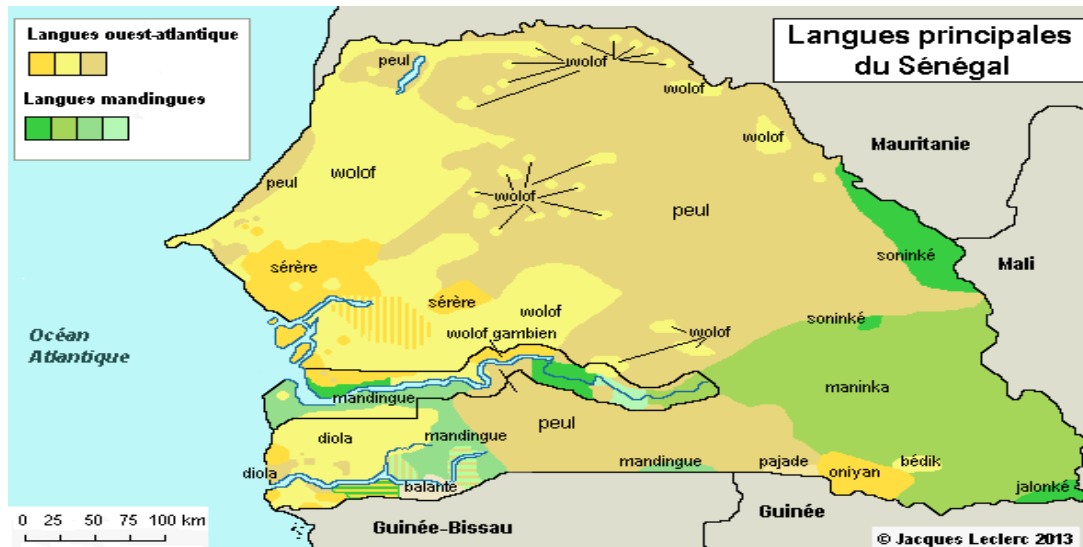 Langues ouest-atlantique
Langues mandingues
Langues principales
du Sénégal
peul
wolof
wolof
wolof
Mauritanie
peul
wolof
wolof
peul
soninké
Mali
sérère
sérère
wolof
soninké
wolof gambien
wolof
Océan
Atlantique
mandingue
maninka
diola
mandingue
peul
diola
balante
mandingue
pajade
oniyan
bédik
jalonké
0 25 50 75 100 km
Guinée-Bissau
Guinée
© Jacques Leclerc 2013